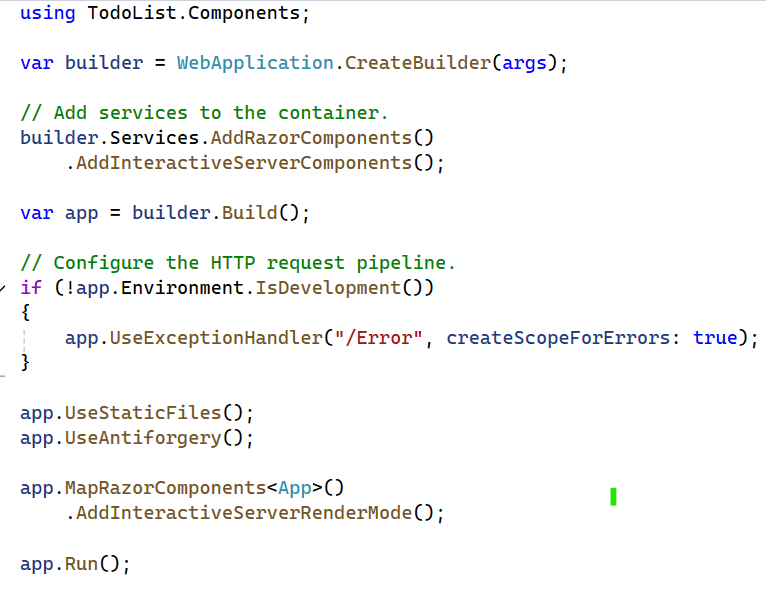 using TodoList.Components;
var builder = WebApplication.CreateBuilder(args);
// Add services to the container.
builder.Services.AddRazorComponents()
    .AddInteractiveServerComponents();
var app = builder.Build();
// Configure the HTTP request pipeline.
if (!app.Environment.IsDevelopment())
{
    app.UseExceptionHandler("/Error", createScopeForErrors: true);
}
app.UseStaticFiles();
app.UseAntiforgery();
app.MapRazorComponents<App>()
    .AddInteractiveServerRenderMode();
app.Run();